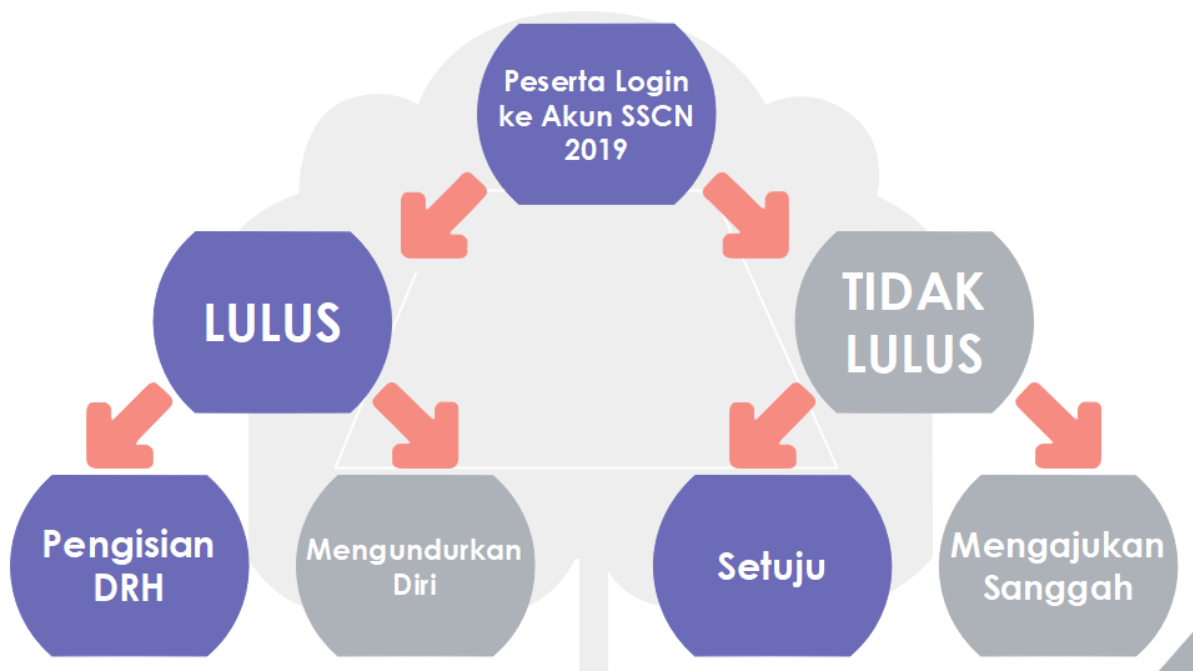 Peserta Login
ke Akun SSCN
2019
LULUS
TIDAK
LULUS
Pengisian
DRH
Mengundurkan
Diri
Setuju
Mengajukan
Sanggah